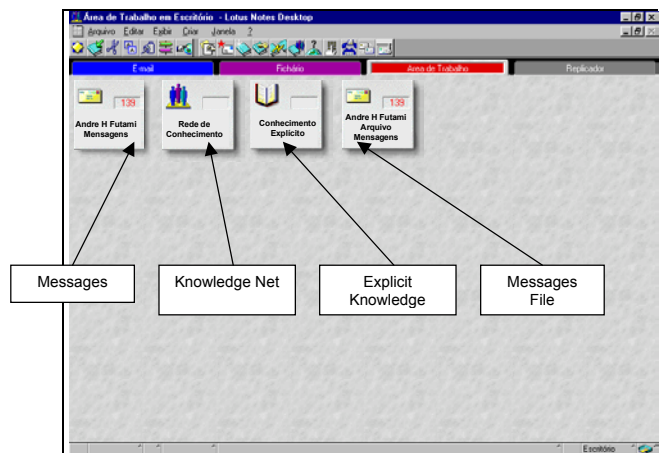 Área de Trabalho em Escritório - Lotus Notes Desktop
Arquivo Editar Exibir Criar Janela ?
E-mail Fichário Área de Trabalho Replicador
139 139
Andre H Futami
Mensagens
Rede de
Conhecimento
Conhecimento
Explícito
Andre H Futami
Arquivo
Mensagens
Messages
Knowledge Net
Explicit
Knowledge
Messages
File
Escritório